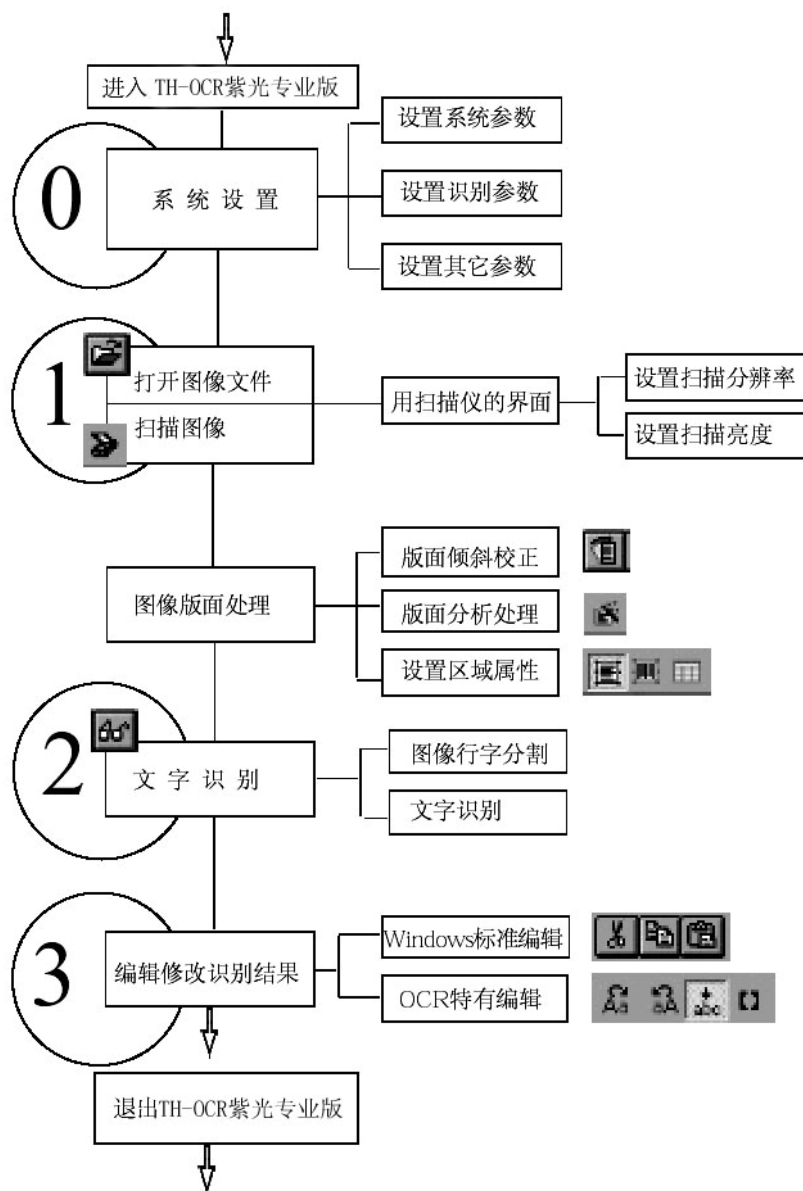 进入 TH-OCR紫光专业版
0
系统设置
设置系统参数
设置识别参数
设置其它参数
1
打开图像文件
扫描图像
用扫描仪的界面
设置扫描分辨率
设置扫描亮度
图像版面处理
版面倾斜校正
版面分析处理
设置区域属性
2
文字识别
图像行字分割
文字识别
3
编辑修改识别结果
Windows标准编辑
OCR特有编辑
abc
退出TH-OCR紫光专业版